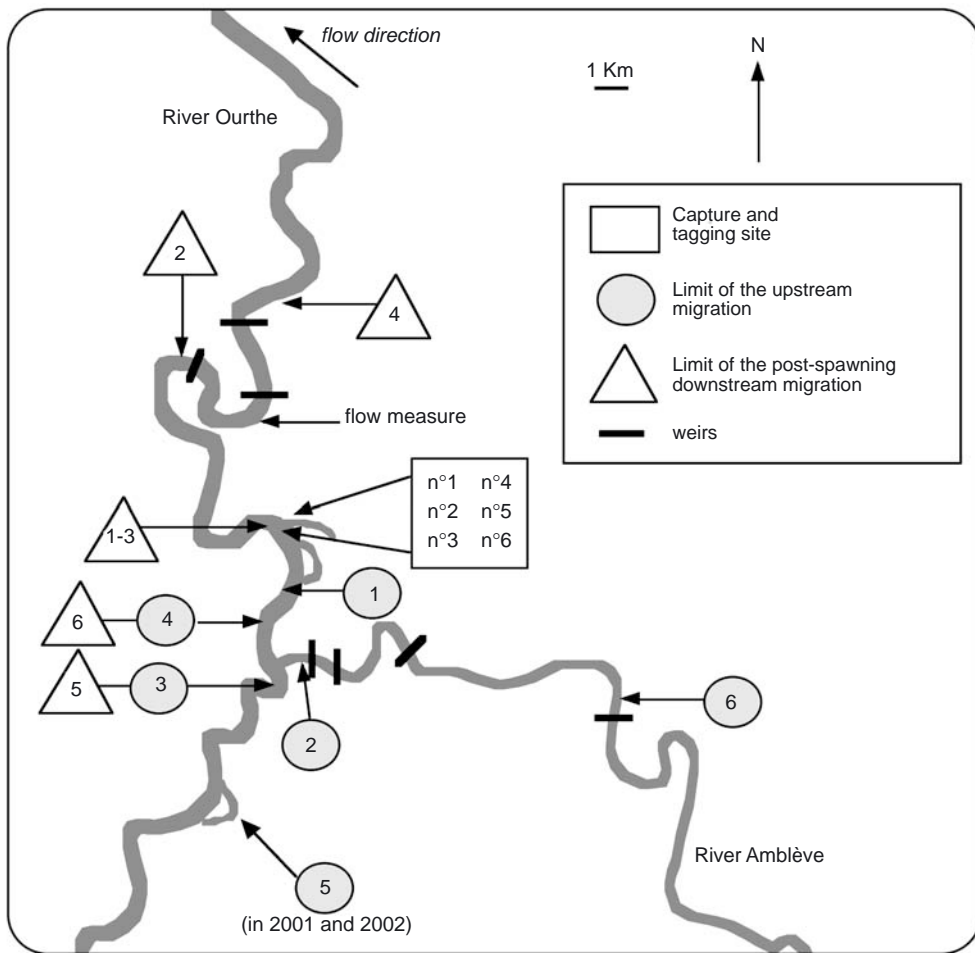 flow direction
N
1 Km
River Ourthe
Capture and
tagging site
2
Limit of the upstream
migration
4
Limit of the post-spawning
downstream migration
flow measure
weirs
n°1 n°4
n°2 n°5
n°3 n°6
1-3
1
6
4
5
3
6
2
River Amblève
5
(in 2001 and 2002)